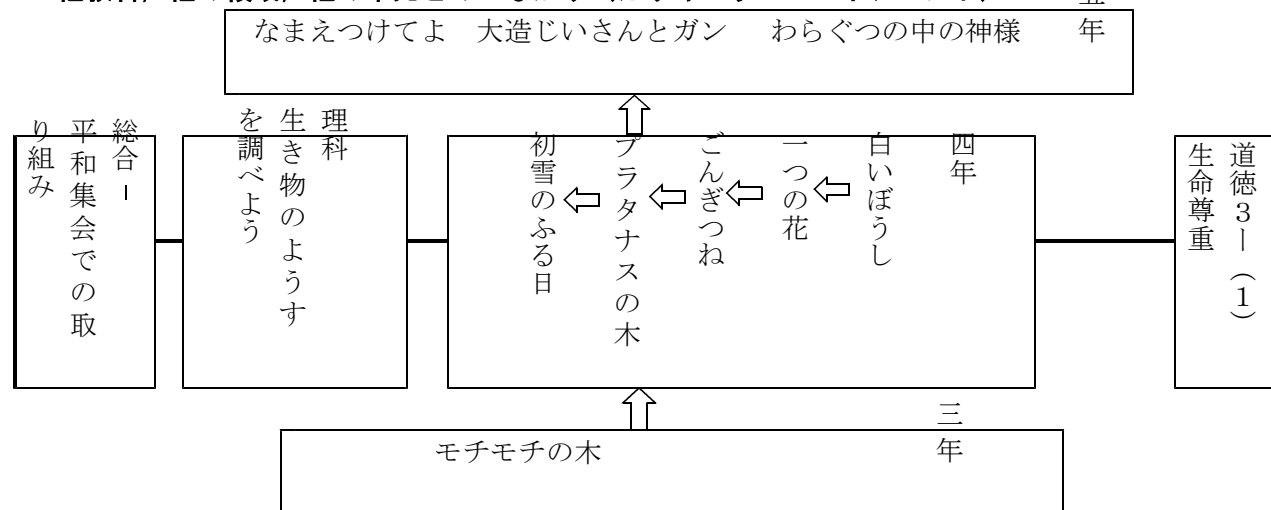 五年
なまえつけてよ　大造じいさんとガン　わらぐつの中の神様
道徳３―（１）
生命尊重
四年
白いぼうし
一つの花
ごんぎつね
プラタナスの木
初雪のふる日
理科
生き物のようす
を調べよう
総合－
平和集会での取
り組み
三年
モチモチの木